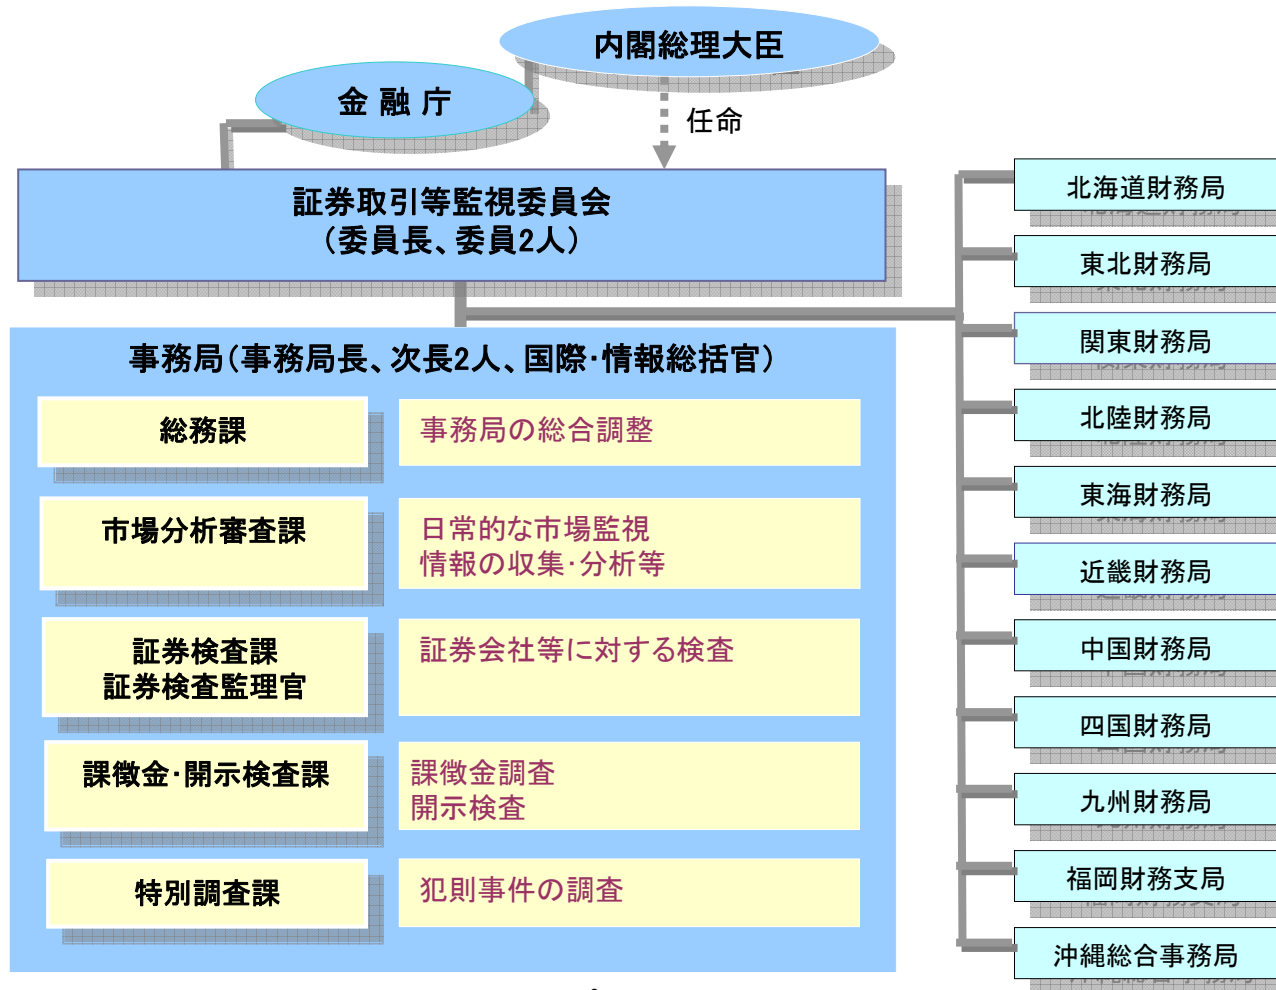 内閣総理大臣
金融庁
任命
証券取引等監視委員会
(委員長、委員2人)
事務局(事務局長、次長2人、国際・情報総括官)
総務課
事務局の総合調整
市場分析審査課
日常的な市場監視
情報の収集・分析等
証券検査課
証券検査監理官
証券会社等に対する検査
課徴金・開示検査課
課徴金調査
開示検査
特別調査課
犯則事件の調査
北海道財務局
東北財務局
関東財務局
北陸財務局
東海財務局
近畿財務局
中国財務局
四国財務局
九州財務局
福岡財務支局
沖縄総合事務局